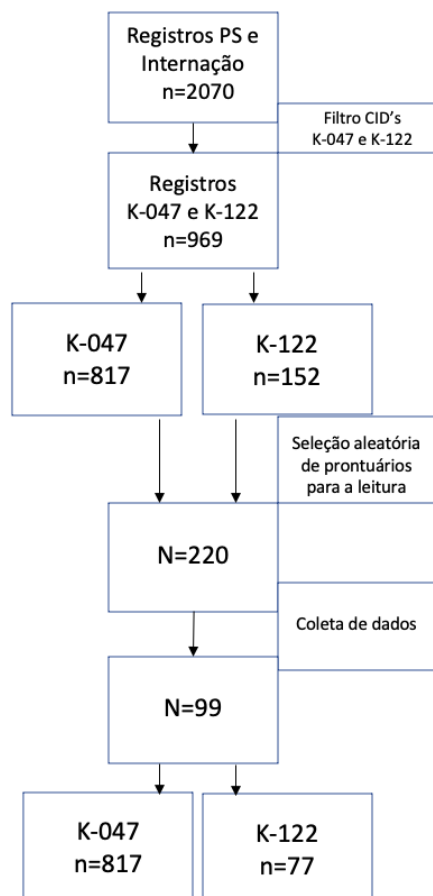 Registros PS e
Internação
n=2070
Filtro CID's
K-047 e K-122
Registros
K-047 e K-122
n=969
K-047
n=817
K-122
n=152
Seleção aleatória
de prontuários
para a leitura
N=220
Coleta de dados
N=99
K-047
n=817
K-122
n=77